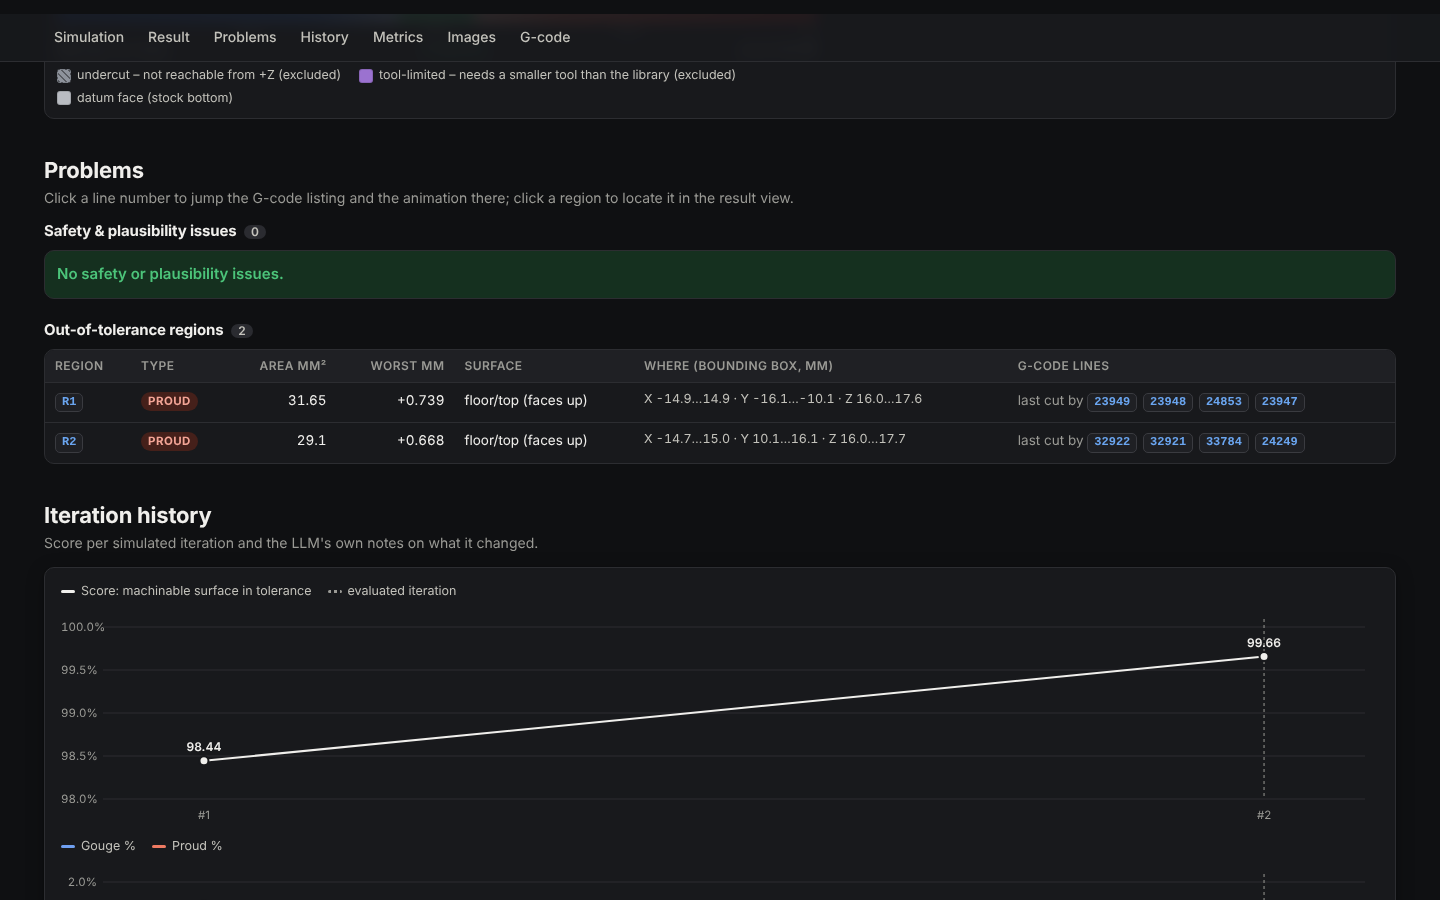 Simulation Result Problems History Metrics Images G-code
undercut – not reachable from +Z (excluded) tool-limited – needs a smaller tool than the library (excluded)
datum face (stock bottom)
Problems
Click a line number to jump the G-code listing and the animation there; click a region to locate it in the result view.
Safety & plausibility issues 0
No safety or plausibility issues.
Out-of-tolerance regions 2
REGION TYPE AREA MM² WORST MM SURFACE WHERE (BOUNDING BOX, MM) G-CODE LINES
R1 PROUD 31.65 +0.739 floor/top (faces up) X -14.9…14.9 · Y -16.1…-10.1 · Z 16.0…17.6 last cut by 23949 23948 24853 23947
R2 PROUD 29.1 +0.668 floor/top (faces up) X -14.7…15.0 · Y 10.1…16.1 · Z 16.0…17.7 last cut by 32922 32921 33784 24249
Iteration history
Score per simulated iteration and the LLM's own notes on what it changed.
Score: machinable surface in tolerance evaluated iteration
100.0%
99.66
99.5%
99.0%
98.44
98.5%
98.0%
#1 #2
Gouge % Proud %
2.0%